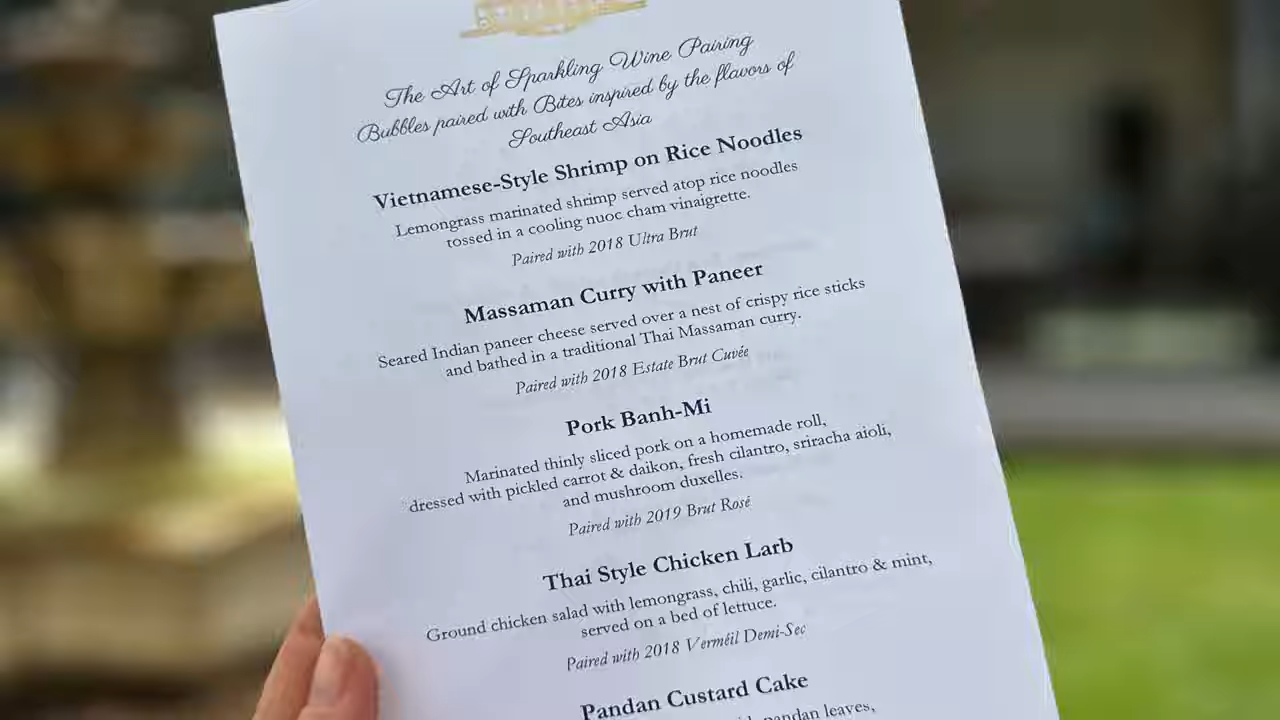 The Art of Sparkling Wine Pairing
Bubbles paired with Bites inspired by the flavors of
Southeast Asia
Vietnamese-Style Shrimp on Rice Noodles
Lemongrass marinated shrimp served atop rice noodles
tossed in a cooling nuoc cham vinaigrette.
Paired with 2018 Ultra Brut
Massaman Curry with Paneer
Seared Indian paneer cheese served over a nest of crispy rice sticks
and bathed in a traditional Thai Massaman curry.
Paired with 2018 Estate Brut Cuvée
Pork Banh-Mi
Marinated thinly sliced pork on a homemade roll,
dressed with pickled carrot & daikon, fresh cilantro, sriracha aioli,
and mushroom duxelles.
Paired with 2019 Brut Rosé
Thai Style Chicken Larb
Ground chicken salad with lemongrass, chili, garlic, cilantro & mint,
served on a bed of lettuce.
Paired with 2018 Verméil Demi-Sec
Pandan Custard Cake
pandan leaves,